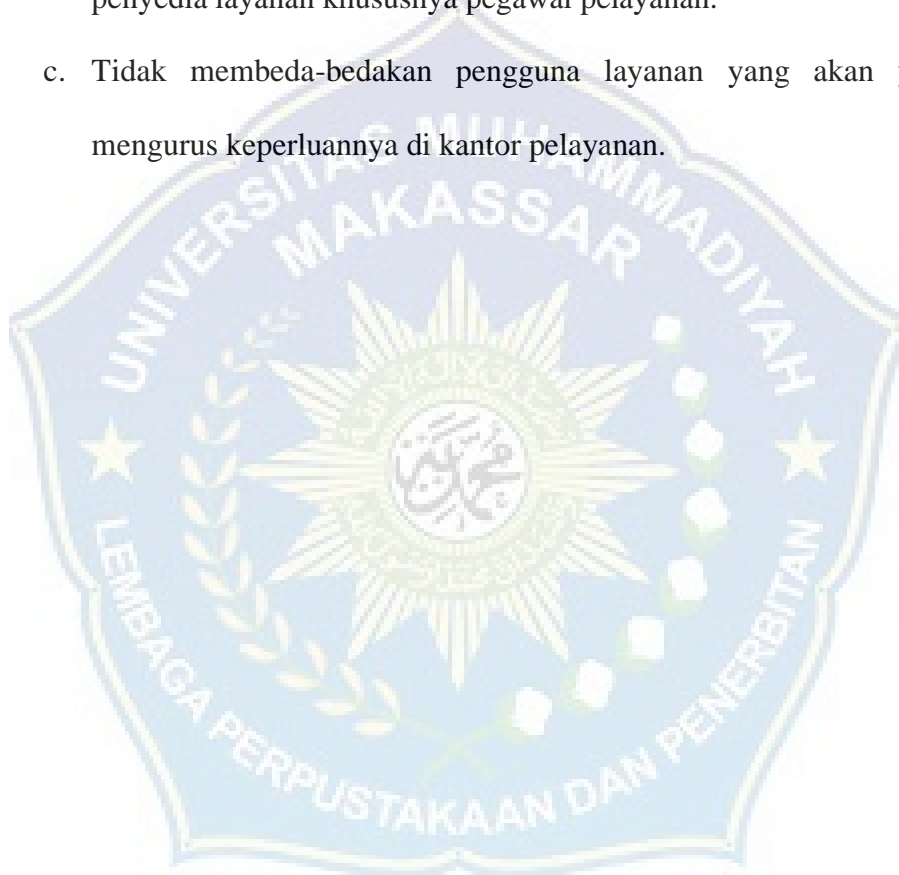 penyedia layanan khususnya pegawai pelayanan.
c. Tidak membeda-bedakan pengguna layanan yang akan
mengurus keperluannya di kantor pelayanan.
UNIVERSITAS MUHAMMADIYAH
MAKASSAR
LEMBAGA PERPUSTAKAAN DAN PENERBITAN